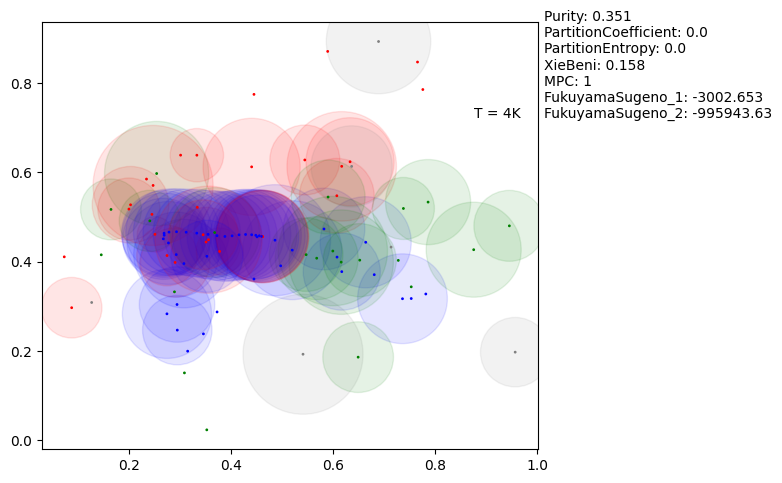 Purity: 0.351
PartitionCoefficient: 0.0
PartitionEntropy: 0.0
XieBeni: 0.158
MPC: 1
FukuyamaSugeno_1: -3002.653
FukuyamaSugeno_2: -995943.63
T = 4K
0.8
0.6
0.4
0.2
0.0
0.2 0.4 0.6 0.8 1.0